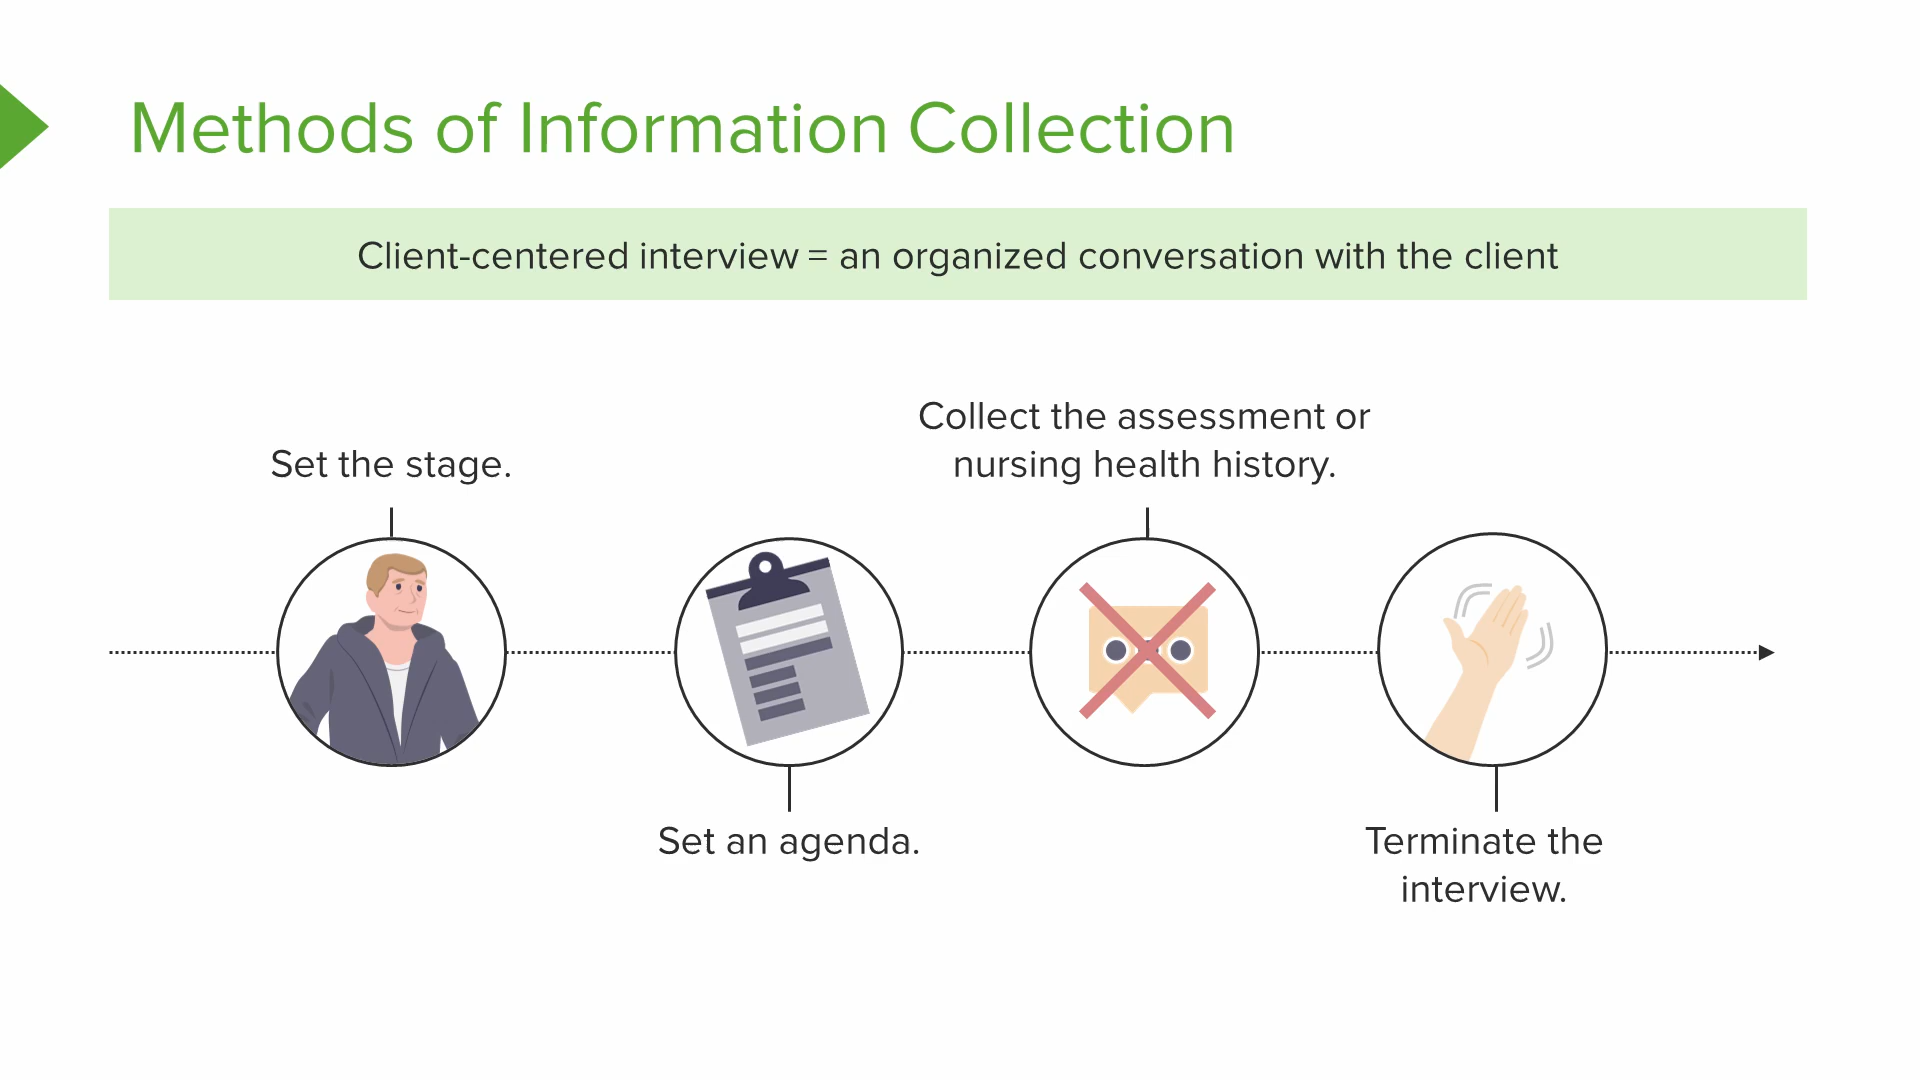 Methods of Information Collection
Client-centered interview = an organized conversation with the client
Set the stage.
Set an agenda.
Collect the assessment or
nursing health history.
Terminate the
interview.